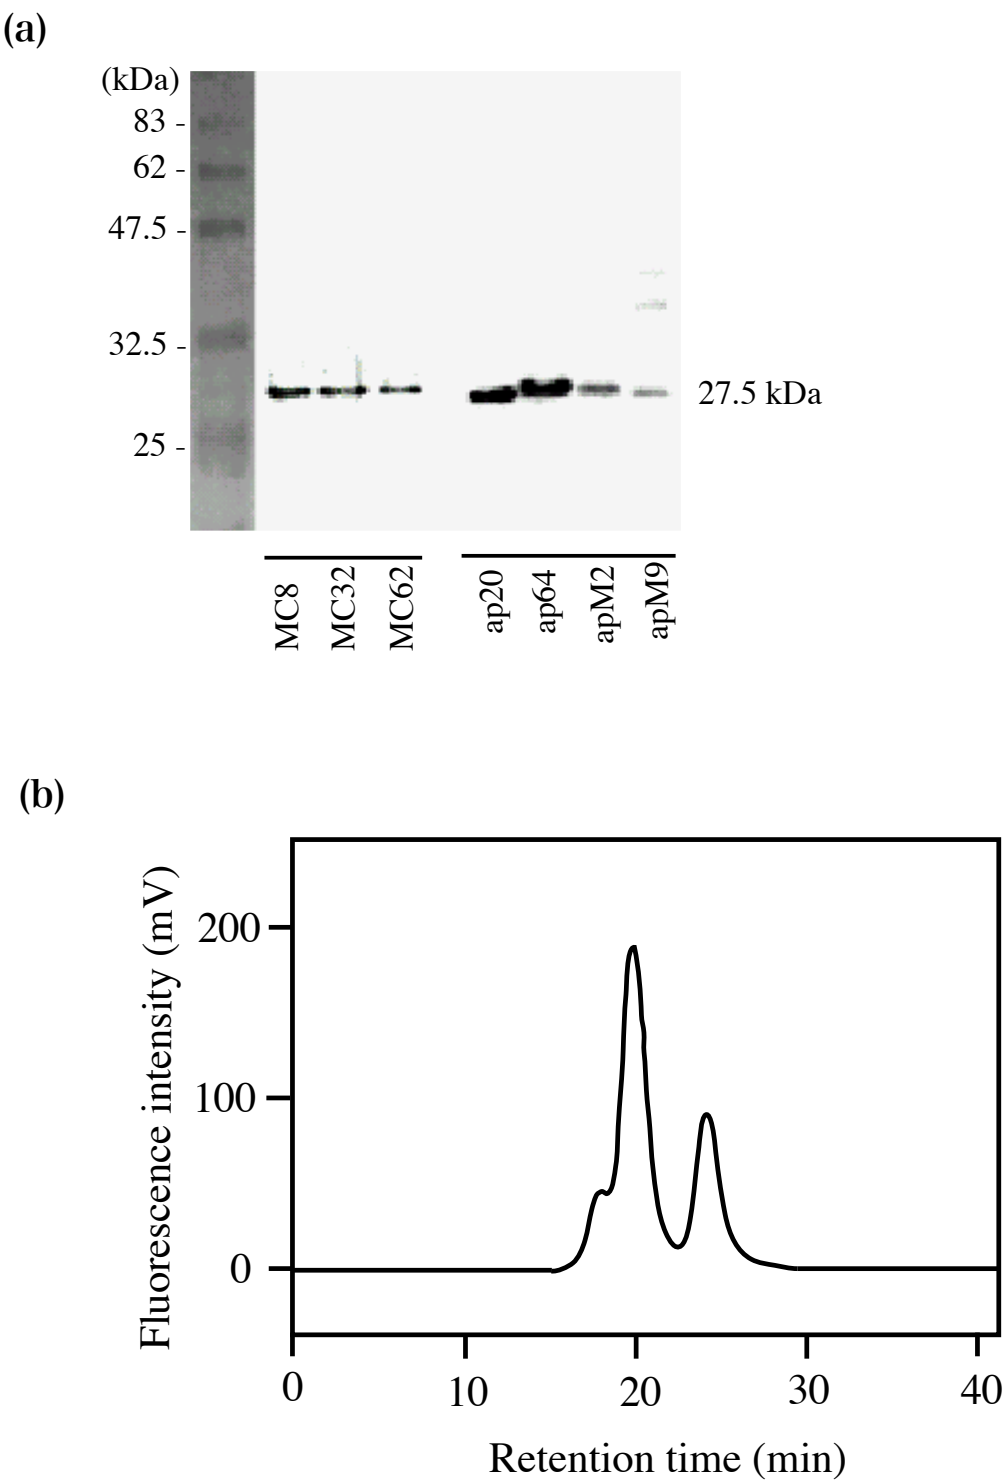 (a)
(kDa)
83 -
62 -
47.5 -
32.5 -
25 -
27.5 kDa
MC8
MC32
MC62
ap20
ap64
apM2
apM9
(b)
Fluorescence intensity (mV)
200
100
0
0 10 20 30 40
Retention time (min)